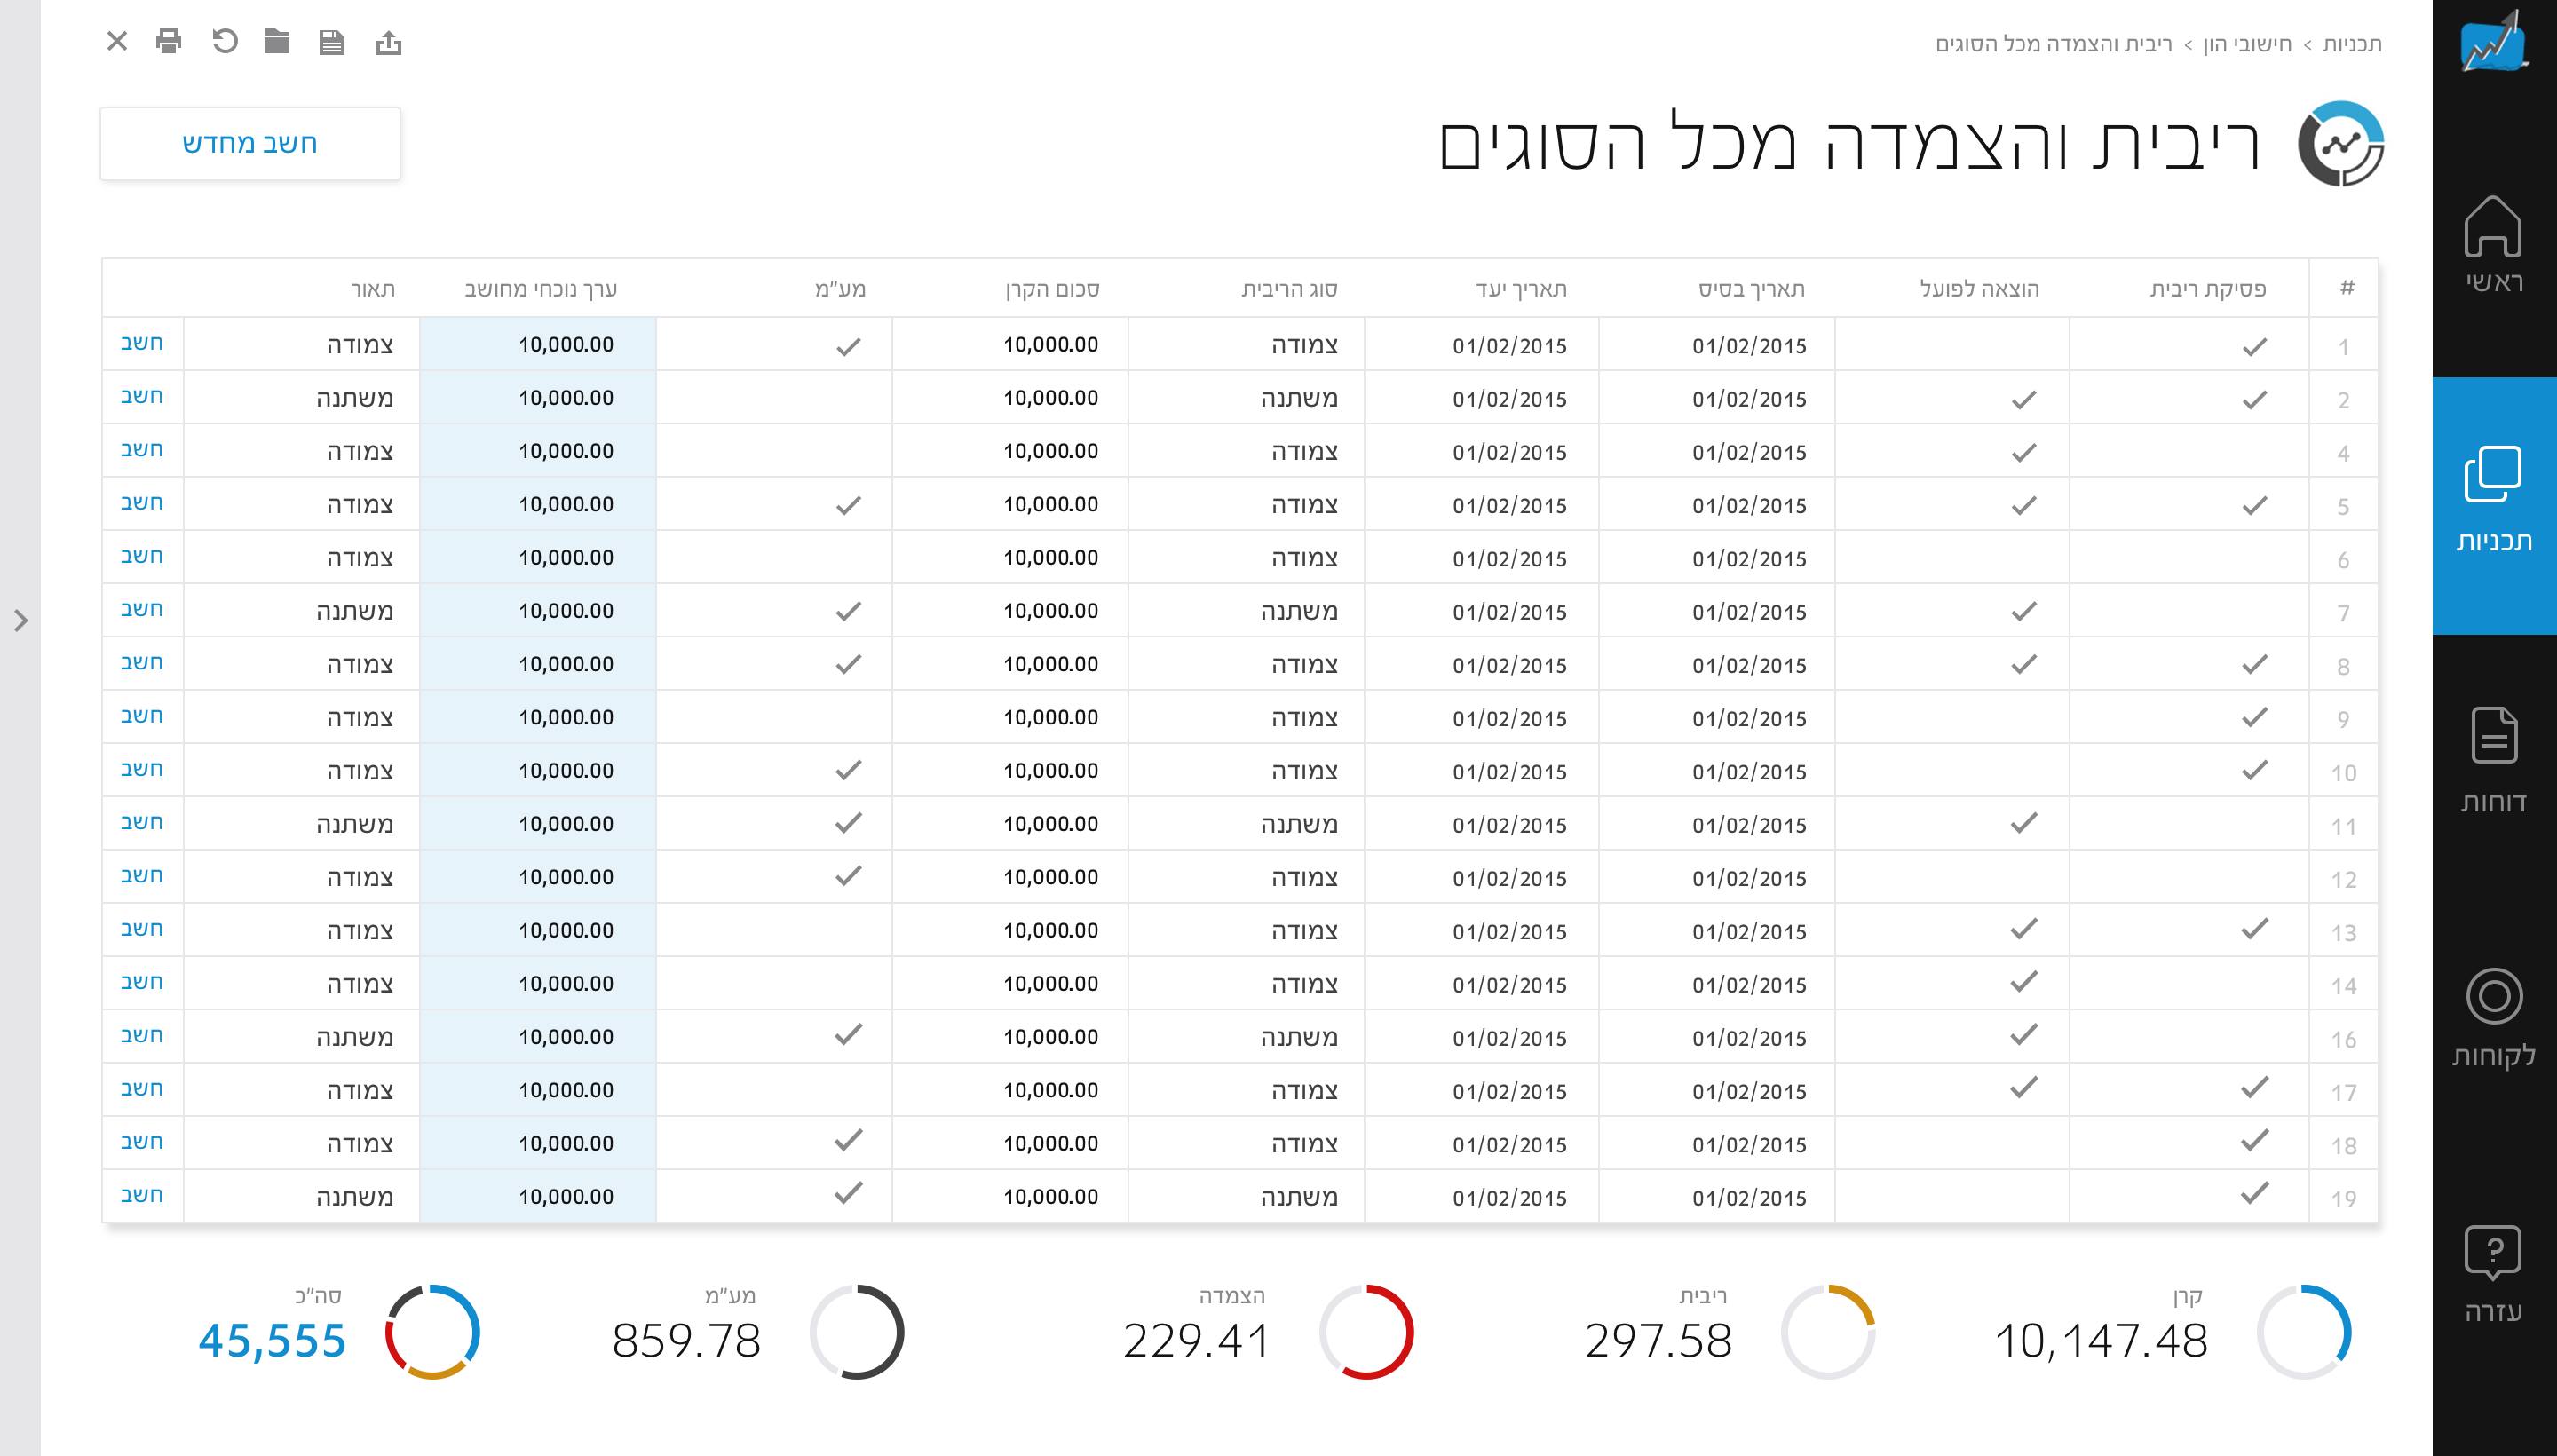 תכניות > חישובי הון > ריבית והצמדה מכל הסוגים
ריבית והצמדה מכל הסוגים
חשב מחדש
ראשי
תכניות
דוחות
לקוחות
עזרה
# פסיקת ריבית הוצאה לפועל תאריך בסיס תאריך יעד סוג הריבית סכום הקרן מע"מ ערך נוכחי מחושב תאור
1 ✓ 01/02/2015 01/02/2015 צמודה 10,000.00 ✓ 10,000.00 צמודה חשב
2 ✓ ✓ 01/02/2015 01/02/2015 משתנה 10,000.00 10,000.00 משתנה חשב
4 ✓ 01/02/2015 01/02/2015 צמודה 10,000.00 10,000.00 צמודה חשב
5 ✓ ✓ 01/02/2015 01/02/2015 צמודה 10,000.00 ✓ 10,000.00 צמודה חשב
6 01/02/2015 01/02/2015 צמודה 10,000.00 10,000.00 צמודה חשב
7 ✓ 01/02/2015 01/02/2015 משתנה 10,000.00 ✓ 10,000.00 משתנה חשב
8 ✓ ✓ 01/02/2015 01/02/2015 צמודה 10,000.00 ✓ 10,000.00 צמודה חשב
9 ✓ 01/02/2015 01/02/2015 צמודה 10,000.00 10,000.00 צמודה חשב
10 ✓ 01/02/2015 01/02/2015 צמודה 10,000.00 ✓ 10,000.00 צמודה חשב
11 ✓ 01/02/2015 01/02/2015 משתנה 10,000.00 ✓ 10,000.00 משתנה חשב
12 01/02/2015 01/02/2015 צמודה 10,000.00 ✓ 10,000.00 צמודה חשב
13 ✓ ✓ 01/02/2015 01/02/2015 צמודה 10,000.00 10,000.00 צמודה חשב
14 ✓ 01/02/2015 01/02/2015 צמודה 10,000.00 10,000.00 צמודה חשב
16 ✓ 01/02/2015 01/02/2015 משתנה 10,000.00 ✓ 10,000.00 משתנה חשב
17 ✓ ✓ 01/02/2015 01/02/2015 צמודה 10,000.00 10,000.00 צמודה חשב
18 ✓ 01/02/2015 01/02/2015 צמודה 10,000.00 ✓ 10,000.00 צמודה חשב
19 ✓ 01/02/2015 01/02/2015 משתנה 10,000.00 ✓ 10,000.00 משתנה חשב
קרן
10,147.48
ריבית
297.58
הצמדה
229.41
מע"מ
859.78
סה"כ
45,555